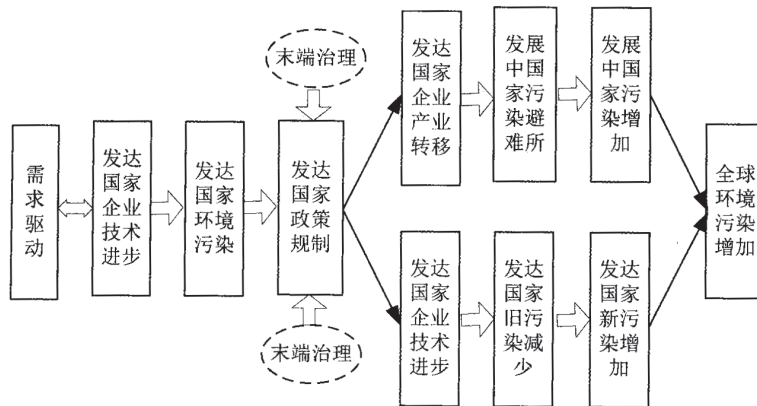 末端治理
需求
驱动
发达
国家
企业
技术
进步
发达
国家
环境
污染
发达
国家
政策
规制
末端治理
发达
国家
企业
产业
转移
发展
中国
家污
染避
难所
发展
中国
家污
染增
加
发达
国家
企业
技术
进步
发达
国家
旧污
染减
少
发达
国家
新污
染增
加
全球
环境
污染
增加